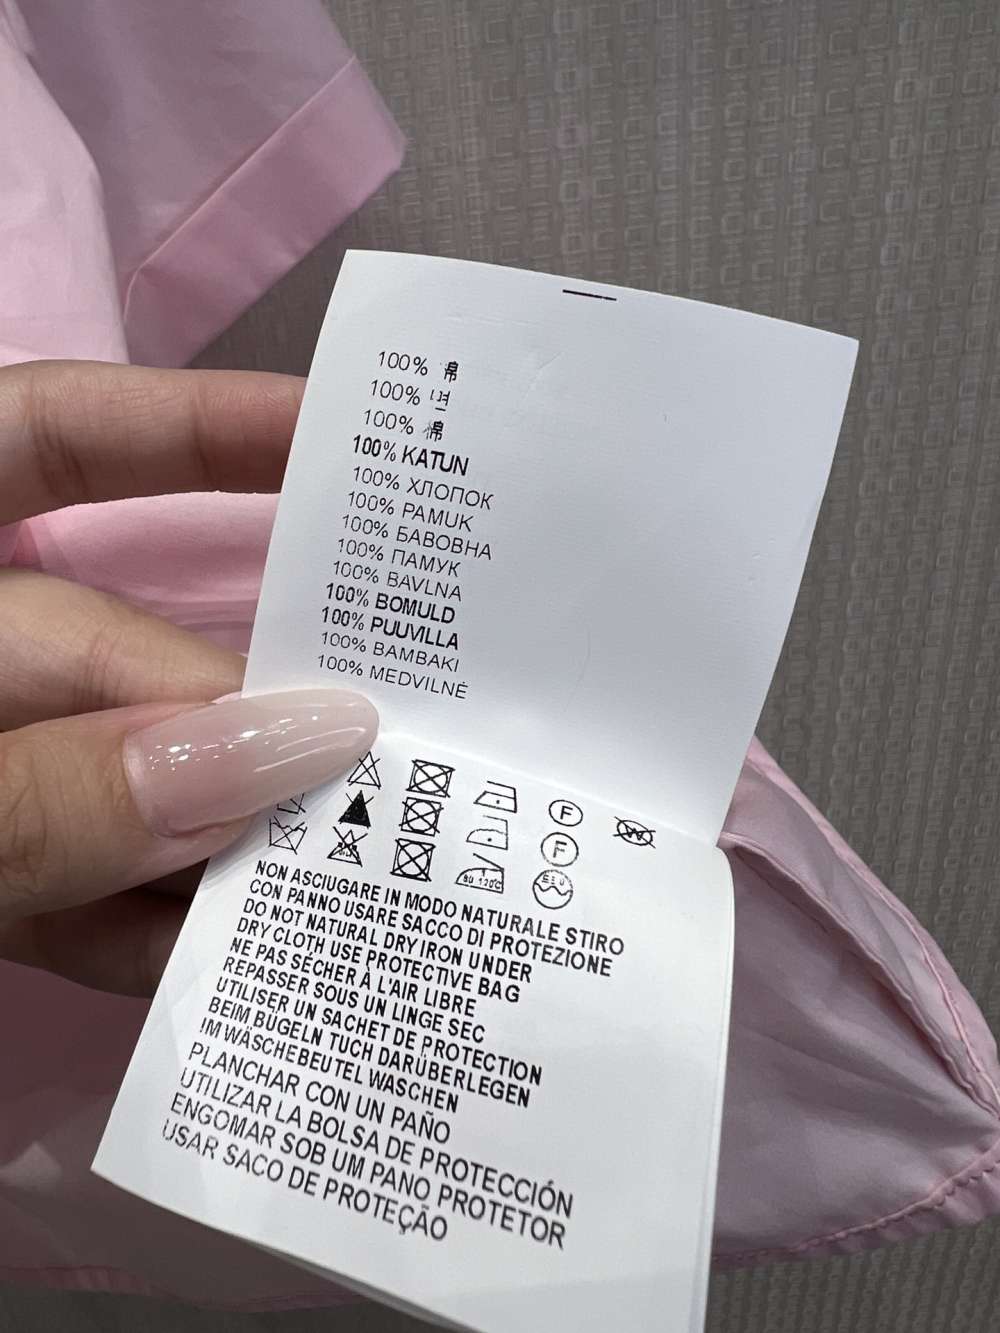 100% 棉
100% 면
100% 棉
100% KATUN
100% ХЛОПОК
100% PAMUK
100% БАВОВНА
100% ПАМУК
100% BAVLNA
100% BOMULD
100% PUUVILLA
100% BAMBAKI
100% MEDVILNĖ
F
W
F
120°C
NON ASCIUGARE IN MODO NATURALE STIRO
CON PANNO USARE SACCO DI PROTEZIONE
DO NOT NATURAL DRY IRON UNDER
DRY CLOTH USE PROTECTIVE BAG
NE PAS SÉCHER À L'AIR LIBRE
REPASSER SOUS UN LINGE SEC
UTILISER UN SACHET DE PROTECTION
BEIM BÜGELN TUCH DARÜBERLEGEN
IM WÄSCHEBEUTEL WASCHEN
PLANCHAR CON UN PAÑO
UTILIZAR LA BOLSA DE PROTECCIÓN
ENGOMAR SOB UM PANO PROTETOR
USAR SACO DE PROTEÇÃO